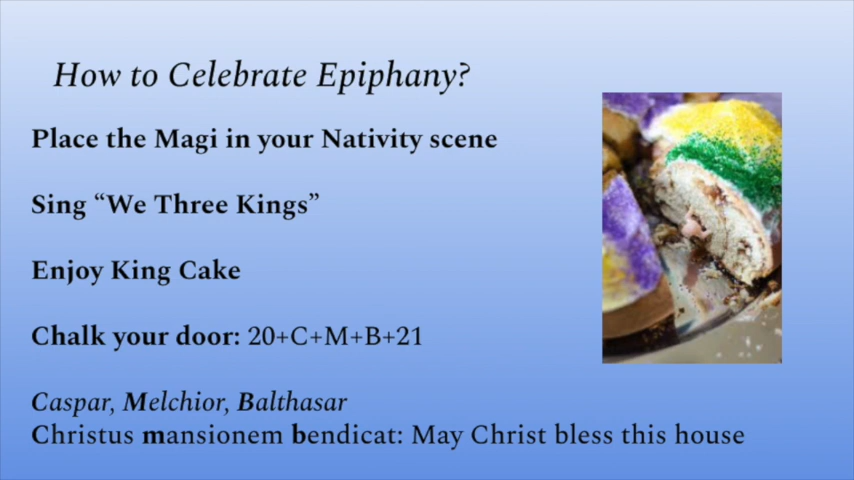 How to Celebrate Epiphany?
Place the Magi in your Nativity scene
Sing “We Three Kings”
Enjoy King Cake
Chalk your door: 20+C+M+B+21
Caspar, Melchior, Balthasar
Christus mansionem bendicat: May Christ bless this house